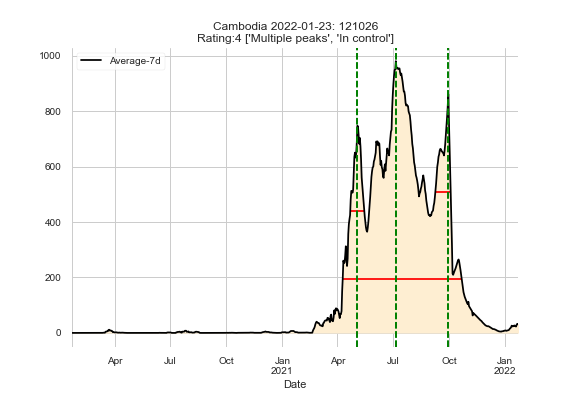 Cambodia 2022-01-23: 121026
Rating:4 ['Multiple peaks', 'In control']
1000
Average-7d
800
600
400
200
0
Apr Jul Oct Jan Apr Jul Oct Jan
2021 2022
Date